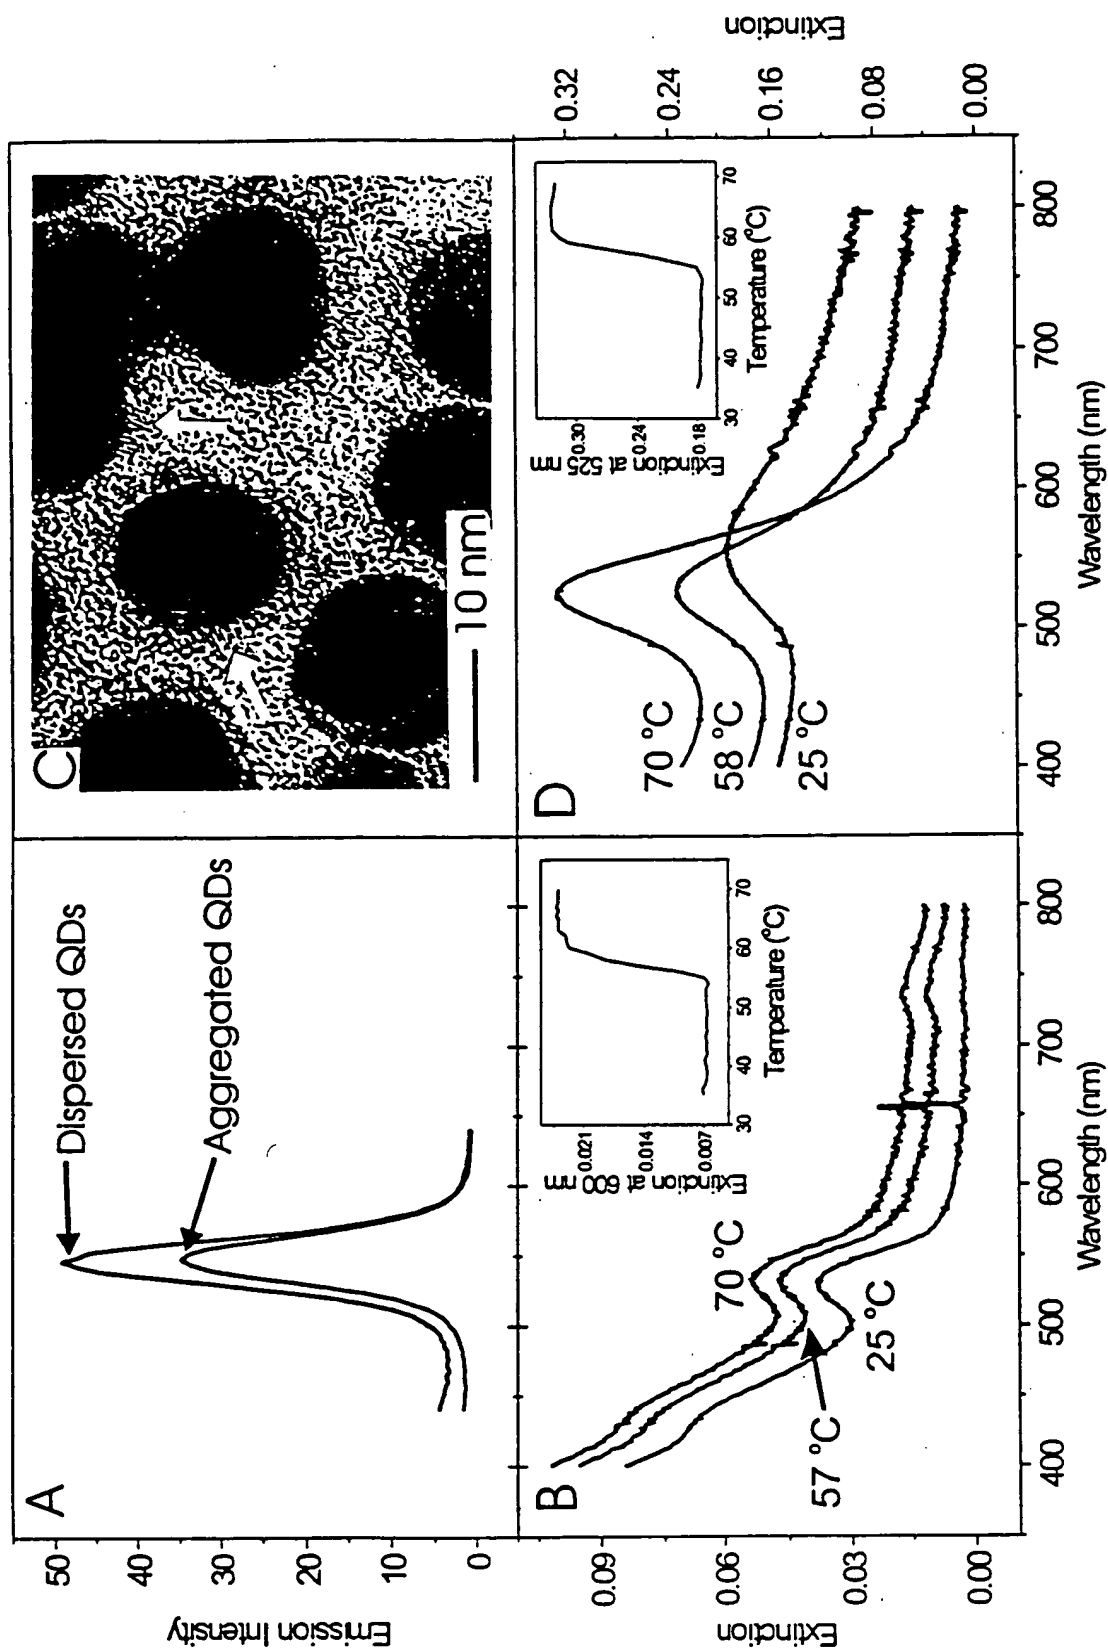 A
Dispersed QDs
Aggregated QDs
50
40
30
20
10
0
Emission Intensity
C
10 nm
B
70 °C
57 °C
25 °C
0.09
0.06
0.03
0.00
Extinction
400
500
600
700
800
Wavelength (nm)
0.021
0.014
0.007
Extinction at 600 nm
30
40
50
60
70
Temperature (°C)
D
70 °C
58 °C
25 °C
0.32
0.24
0.16
0.08
0.00
Extinction
400
500
600
700
800
Wavelength (nm)
0.30
0.24
0.18
Extinction at 525 nm
30
40
50
60
70
Temperature (°C)